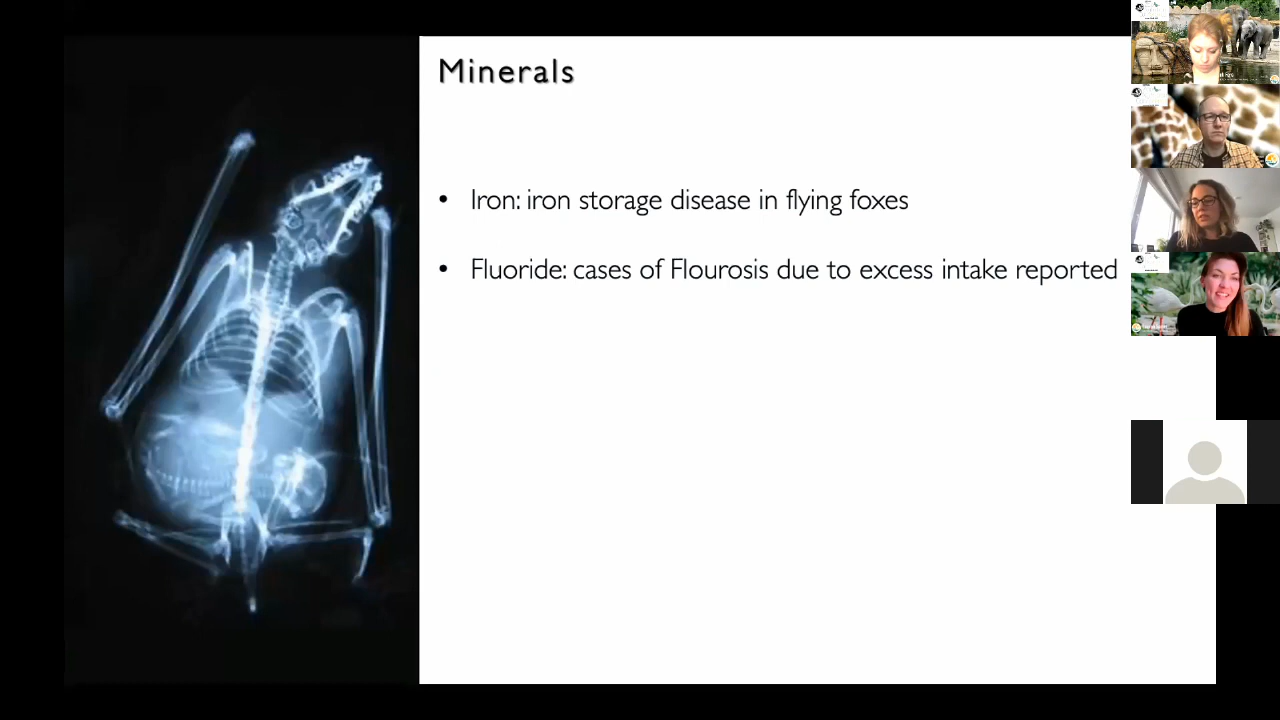 Minerals
• Iron: iron storage disease in flying foxes
• Fluoride: cases of Flourosis due to excess intake reported